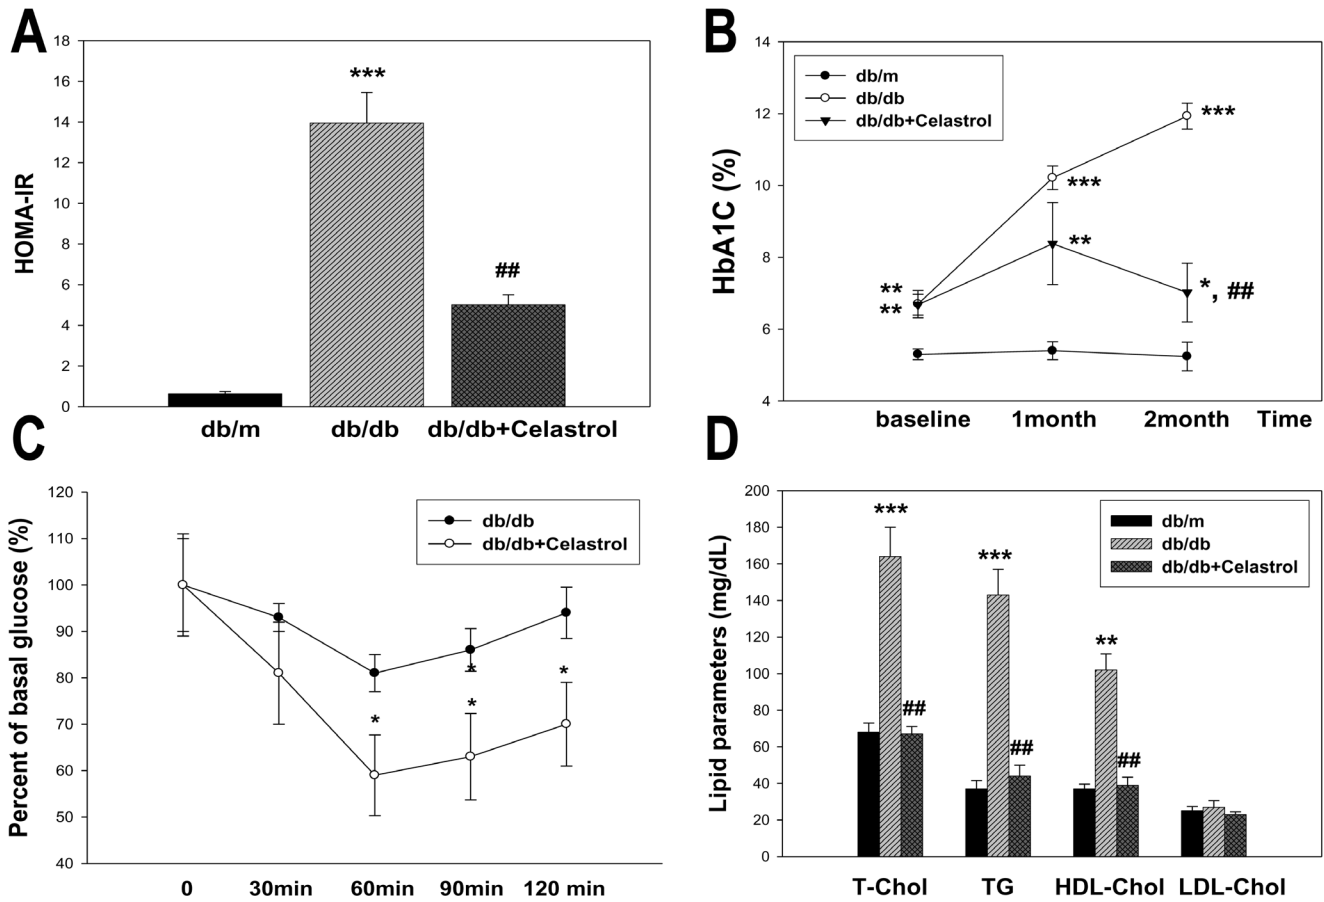 A
HOMA-IR
18
16
14
12
10
8
6
4
2
0
***
##
db/m
db/db
db/db+Celastrol
B
HbA1C (%)
14
12
10
8
6
4
db/m
db/db
db/db+Celastrol
***
***
**
**
**
*, ##
baseline
1month
2month
Time
C
Percent of basal glucose (%)
120
110
100
90
80
70
60
50
40
db/db
db/db+Celastrol
*
*
*
*
0
30min
60min
90min
120 min
D
Lipid parameters (mg/dL)
200
180
160
140
120
100
80
60
40
20
0
db/m
db/db
db/db+Celastrol
***
***
**
##
##
##
T-Chol
TG
HDL-Chol
LDL-Chol